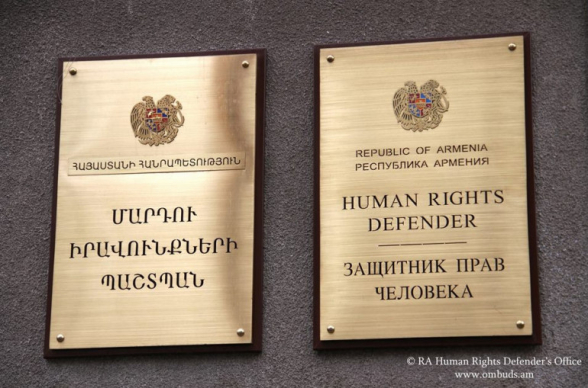 ՀԱՅԱՍՏԱՆԻ ՀԱՆՐԱՊԵՏՈՒԹՅՈՒՆ
ՄԱՐԴՈՒ
ԻՐԱՎՈՒՆՔՆԵՐԻ
ՊԱՇՏՊԱՆ
REPUBLIC OF ARMENIA
РЕСПУБЛИКА АРМЕНИЯ
HUMAN RIGHTS
DEFENDER
ЗАЩИТНИК ПРАВ
ЧЕЛОВЕКА
© RA Human Rights Defender's Office
www.ombuds.am